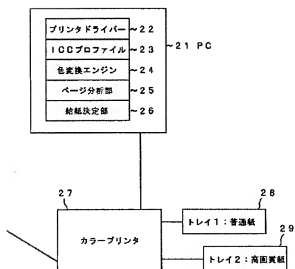 プリンタドライバー 22
ICCプロファイル 23
色変換エンジン 24
ページ分析部 25
給紙決定部 26
21 PC
27
カラープリンタ
28
トレイ1:普通紙
29
トレイ2:高画質紙